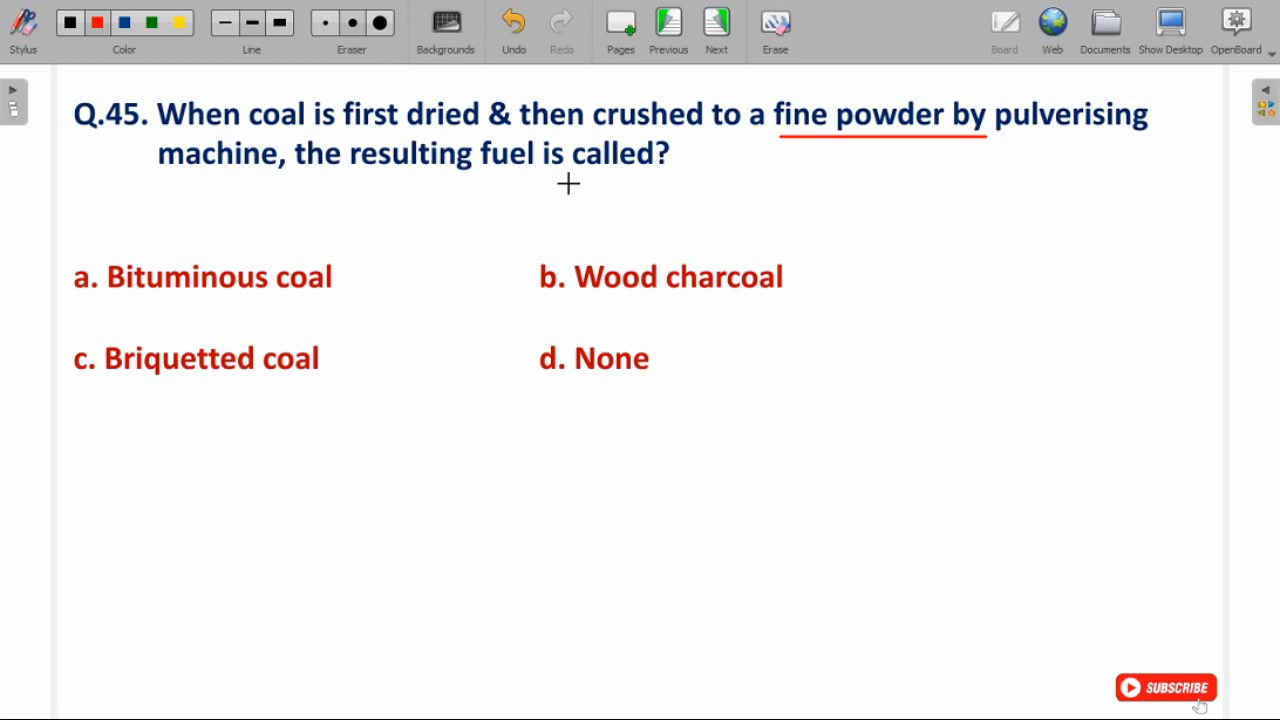 Stylus
Color
Line
Eraser
Backgrounds
Undo
Redo
Pages
Previous
Next
Erase
Board
Web
Documents
Show Desktop
OpenBoard
Q.45. When coal is first dried & then crushed to a fine powder by pulverising
machine, the resulting fuel is called?
a. Bituminous coal
b. Wood charcoal
c. Briquetted coal
d. None
SUBSCRIBE